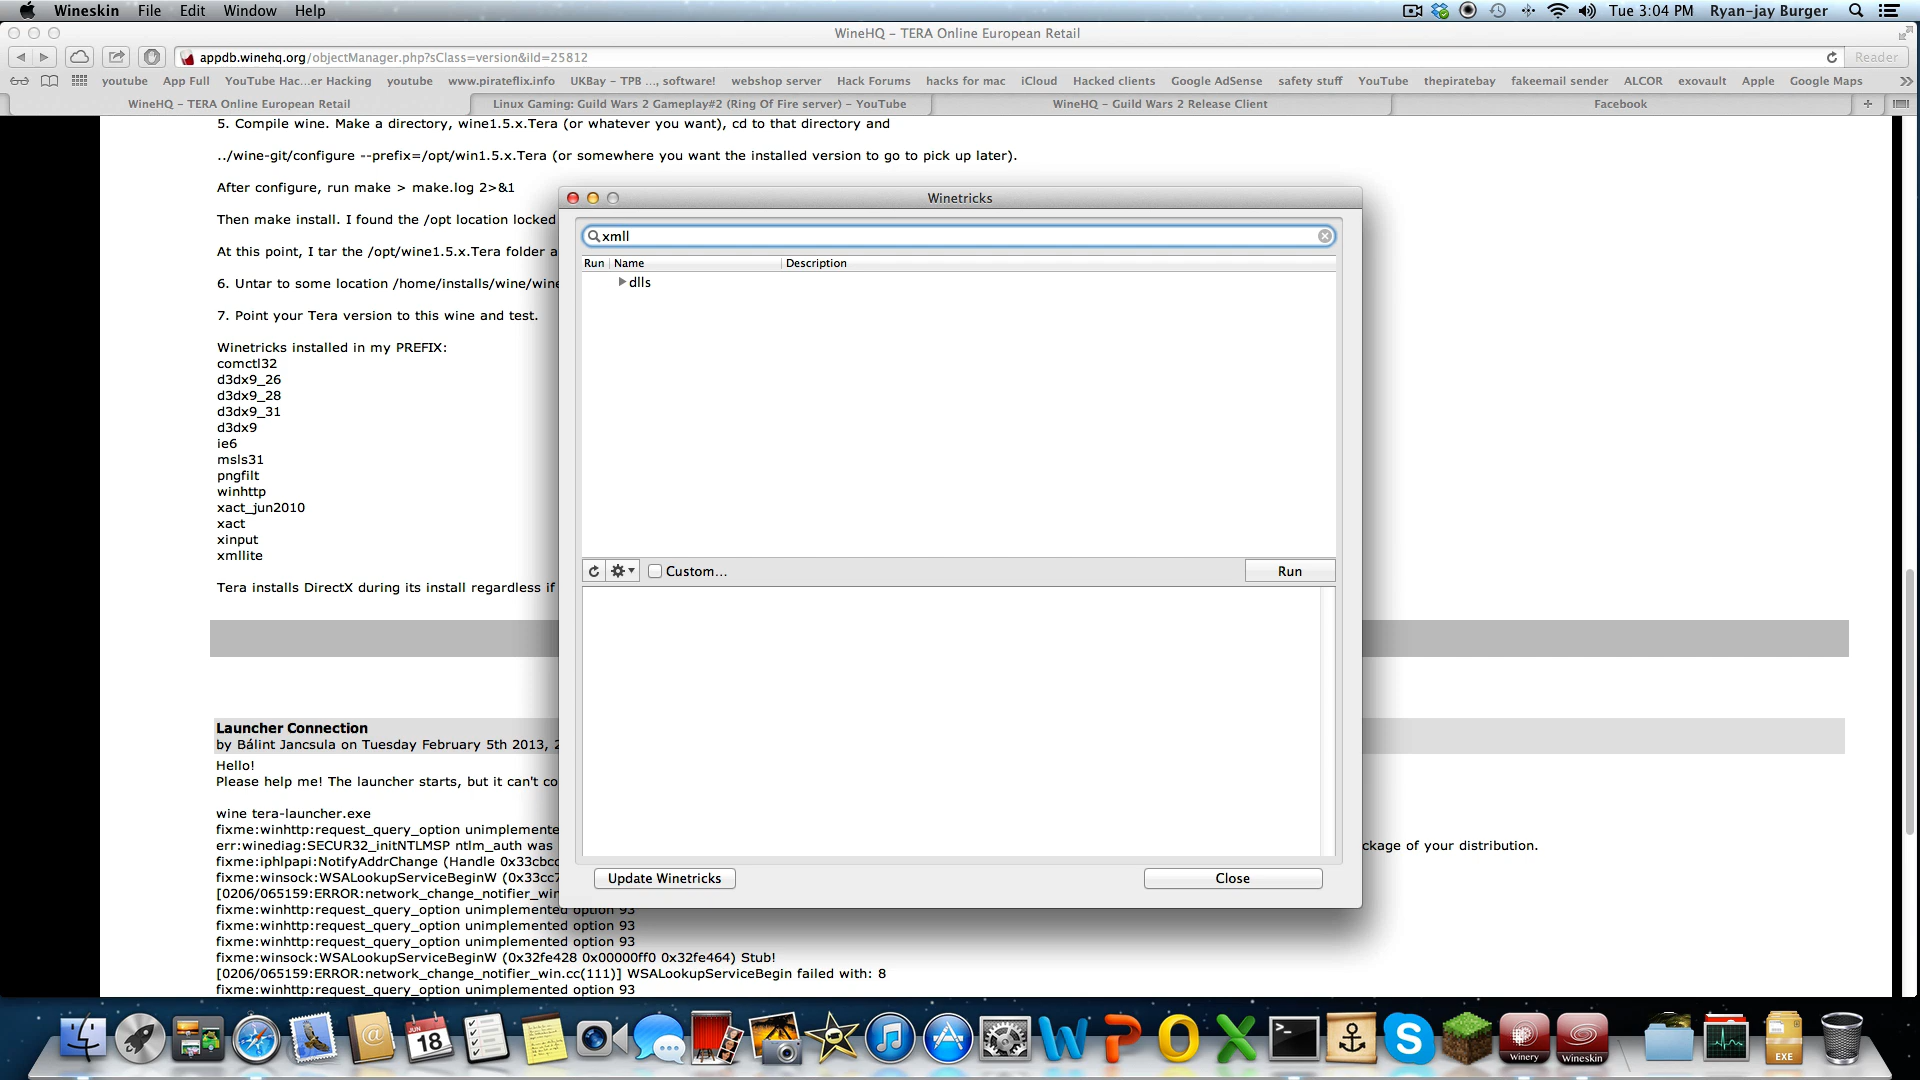 Wineskin File Edit Window Help Tue 3:04 PM Ryan-jay Burger
WineHQ – TERA Online European Retail
appdb.winehq.org/objectManager.php?sClass=version&iId=25812 Reader
youtube App Full YouTube Hac...er Hacking youtube www.pirateflix.info UKBay – TPB ..., software! webshop server Hack Forums hacks for mac iCloud Hacked clients Google AdSense safety stuff YouTube thepiratebay fakeemail sender ALCOR exovault Apple Google Maps
WineHQ – TERA Online European Retail Linux Gaming: Guild Wars 2 Gameplay#2 (Ring Of Fire server) – YouTube WineHQ – Guild Wars 2 Release Client Facebook
5. Compile wine. Make a directory, wine1.5.x.Tera (or whatever you want), cd to that directory and
../wine-git/configure --prefix=/opt/win1.5.x.Tera (or somewhere you want the installed version to go to pick up later).
After configure, run make > make.log 2>&1
Then make install. I found the /opt location locked
At this point, I tar the /opt/wine1.5.x.Tera folder a
6. Untar to some location /home/installs/wine/wine
7. Point your Tera version to this wine and test.
Winetricks installed in my PREFIX:
comctl32
d3dx9_26
d3dx9_28
d3dx9_31
d3dx9
ie6
msls31
pngfilt
winhttp
xact_jun2010
xact
xinput
xmllite
Tera installs DirectX during its install regardless if
Winetricks
xmll
Run Name Description
dlls
Custom...
Run
Update Winetricks
Close
Launcher Connection
by Bálint Jancsula on Tuesday February 5th 2013, 2
Hello!
Please help me! The launcher starts, but it can't co
wine tera-launcher.exe
fixme:winhttp:request_query_option unimplemente
err:winediag:SECUR32_initNTLMSP ntlm_auth was ckage of your distribution.
fixme:iphlpapi:NotifyAddrChange (Handle 0x33cbcc
fixme:winsock:WSALookupServiceBeginW (0x33cc7
[0206/065159:ERROR:network_change_notifier_win
fixme:winhttp:request_query_option unimplemented option 93
fixme:winhttp:request_query_option unimplemented option 93
fixme:winhttp:request_query_option unimplemented option 93
fixme:winsock:WSALookupServiceBeginW (0x32fe428 0x00000ff0 0x32fe464) Stub!
[0206/065159:ERROR:network_change_notifier_win.cc(111)] WSALookupServiceBegin failed with: 8
fixme:winhttp:request_query_option unimplemented option 93
JUN
18
Winery
Wineskin
EXE